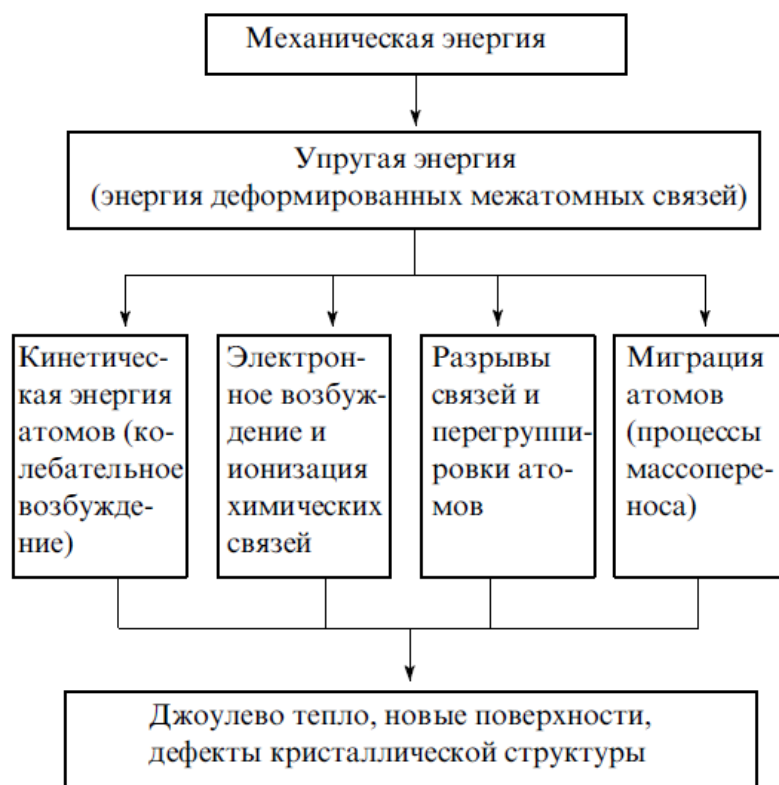 Механическая энергия
Упругая энергия
(энергия деформированных межатомных связей)
Кинетичес-
кая энергия
атомов (ко-
лебательное
возбужде-
ние)
Электрон-
ное возбуж-
дение и
ионизация
химических
связей
Разрывы
связей и
перегруппи-
ровки ато-
мов
Миграция
атомов
(процессы
массопере-
носа)
Джоулево тепло, новые поверхности,
дефекты кристаллической структуры